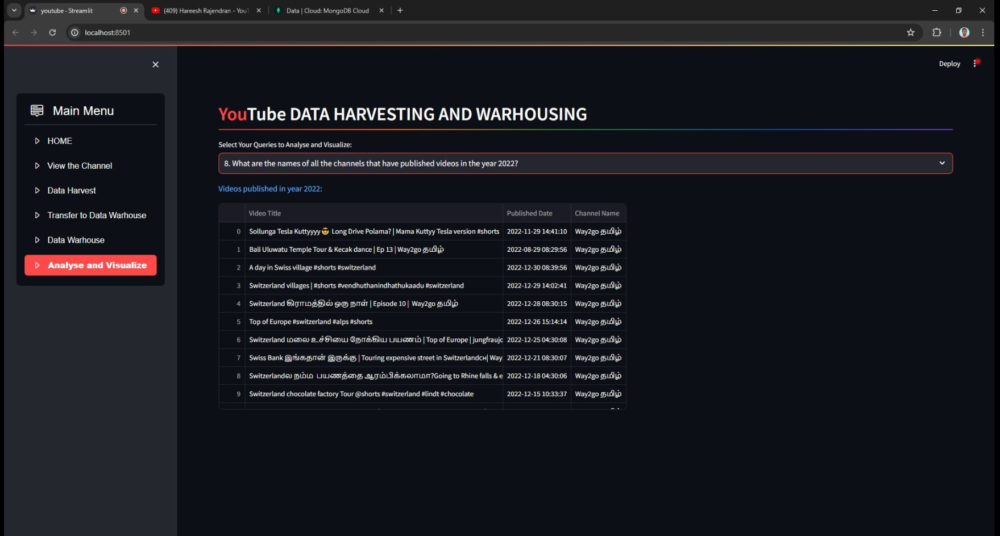 youtube · Streamlit
(409) Hareesh Rajendran - YouT
Data | Cloud: MongoDB Cloud
localhost:8501
Deploy
Main Menu
HOME
View the Channel
Data Harvest
Transfer to Data Warhouse
Data Warhouse
Analyse and Visualize
YouTube DATA HARVESTING AND WARHOUSING
Select Your Queries to Analyse and Visualize:
8. What are the names of all the channels that have published videos in the year 2022?
Videos published in year 2022:
Video Title Published Date Channel Name
0 Sollunga Tesla Kuttyyyy😎 Long Drive Polama? | Mama Kuttyy Tesla version #shorts 2022-11-29 14:41:10 Way2go தமிழ்
1 Bali Uluwatu Temple Tour & Kecak dance | Ep 13 | Way2go தமிழ் 2022-08-29 08:29:56 Way2go தமிழ்
2 A day in Swiss village #shorts #switzerland 2022-12-30 08:39:56 Way2go தமிழ்
3 Switzerland villages | #shorts #vendhuthanindhathukaadu #switzerland 2022-12-29 14:02:41 Way2go தமிழ்
4 Switzerland கிராமத்தில் ஒரு நாள் | Episode 10 | Way2go தமிழ் 2022-12-28 08:30:15 Way2go தமிழ்
5 Top of Europe #switzerland #alps #shorts 2022-12-26 15:14:14 Way2go தமிழ்
6 Switzerland மலை உச்சியை நோக்கிய பயணம் | Top of Europe | jungfraujo 2022-12-25 04:30:08 Way2go தமிழ்
7 Swiss Bank இங்கதான் இருக்கு | Touring expensive street in Switzerland🇨🇭| Way 2022-12-21 08:30:07 Way2go தமிழ்
8 Switzerlandல நம்ம பயணத்தை ஆரம்பிக்கலாமா?Going to Rhine falls & e 2022-12-18 04:30:06 Way2go தமிழ்
9 Switzerland chocolate factory Tour @shorts #switzerland #lindt #chocolate 2022-12-15 10:33:37 Way2go தமிழ்